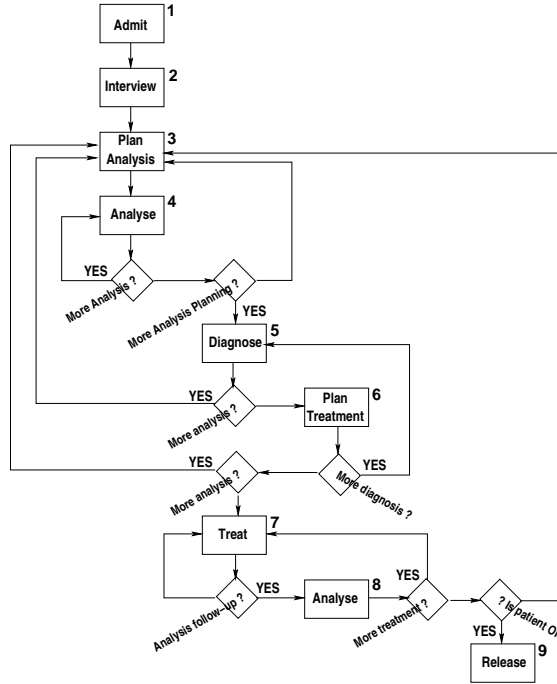 1
Admit
2
Interview
3
Plan
Analysis
4
Analyse
YES
More Analysis ?
More Analysis Planning ?
YES
5
Diagnose
YES
More analysis ?
6
Plan
Treatment
YES
More diagnosis ?
YES
More analysis ?
7
Treat
YES
Analysis follow-up ?
8
Analyse
YES
More treatment ?
? Is patient O
YES
9
Release